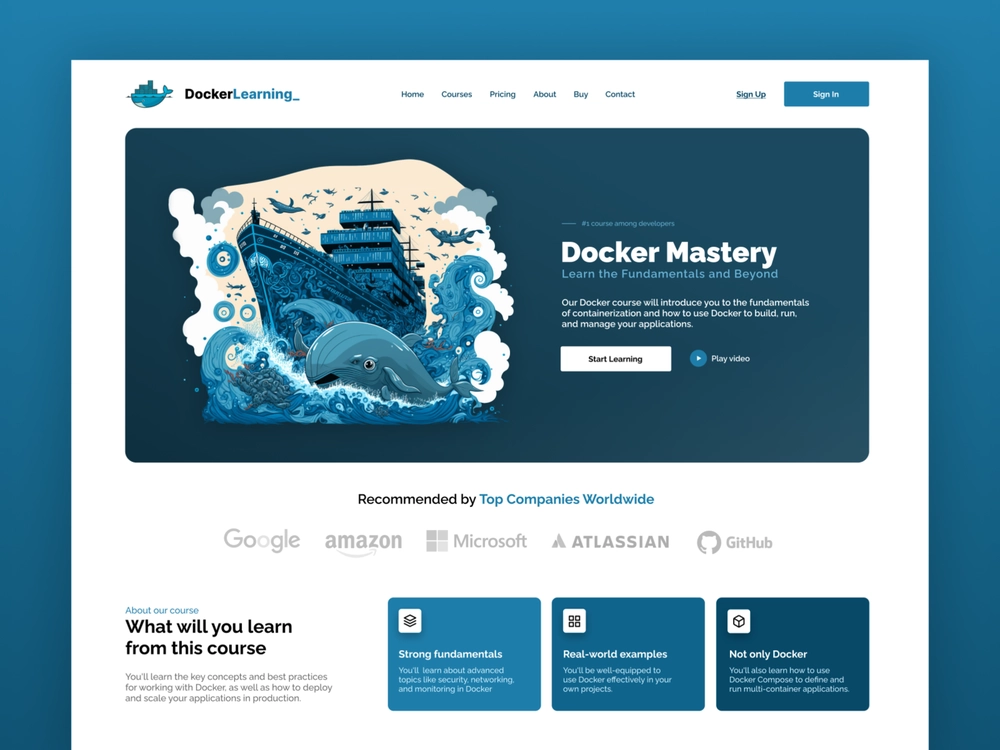 DockerLearning_
Home
Courses
Pricing
About
Buy
Contact
Sign Up
Sign In
#1 course among developers
Docker Mastery
Learn the Fundamentals and Beyond
Our Docker course will introduce you to the fundamentals
of containerization and how to use Docker to build, run,
and manage your applications.
Start Learning
Play video
Recommended by Top Companies Worldwide
Google
amazon
Microsoft
ATLASSIAN
GitHub
About our course
What will you learn
from this course
You'll learn the key concepts and best practices
for working with Docker, as well as how to deploy
and scale your applications in production.
Strong fundamentals
You'll learn about advanced
topics like security, networking,
and monitoring in Docker
Real-world examples
You'll be well-equipped to
use Docker effectively in your
own projects.
Not only Docker
You'll also learn how to use
Docker Compose to define and
run multi-container applications.